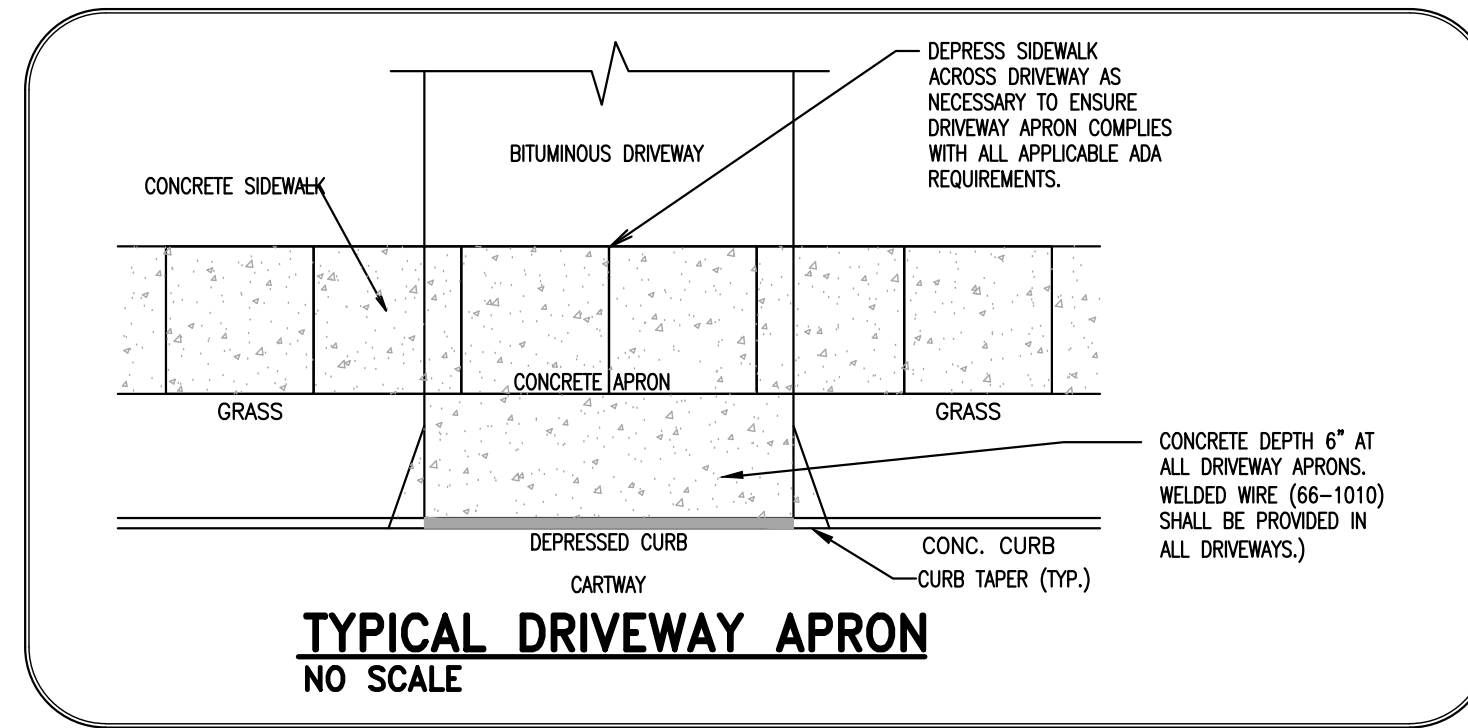 DEPRESS SIDEWALK
ACROSS DRIVEWAY AS
NECESSARY TO ENSURE
DRIVEWAY APRON COMPLIES
WITH ALL APPLICABLE ADA
REQUIREMENTS.
BITUMINOUS DRIVEWAY
CONCRETE SIDEWALK
CONCRETE APRON
GRASS
GRASS
CONCRETE DEPTH 6" AT
ALL DRIVEWAY APRONS.
WELDED WIRE (66-1010)
SHALL BE PROVIDED IN
ALL DRIVEWAYS.)
DEPRESSED CURB
CONC. CURB
CURB TAPER (TYP.)
CARTWAY
TYPICAL DRIVEWAY APRON
NO SCALE